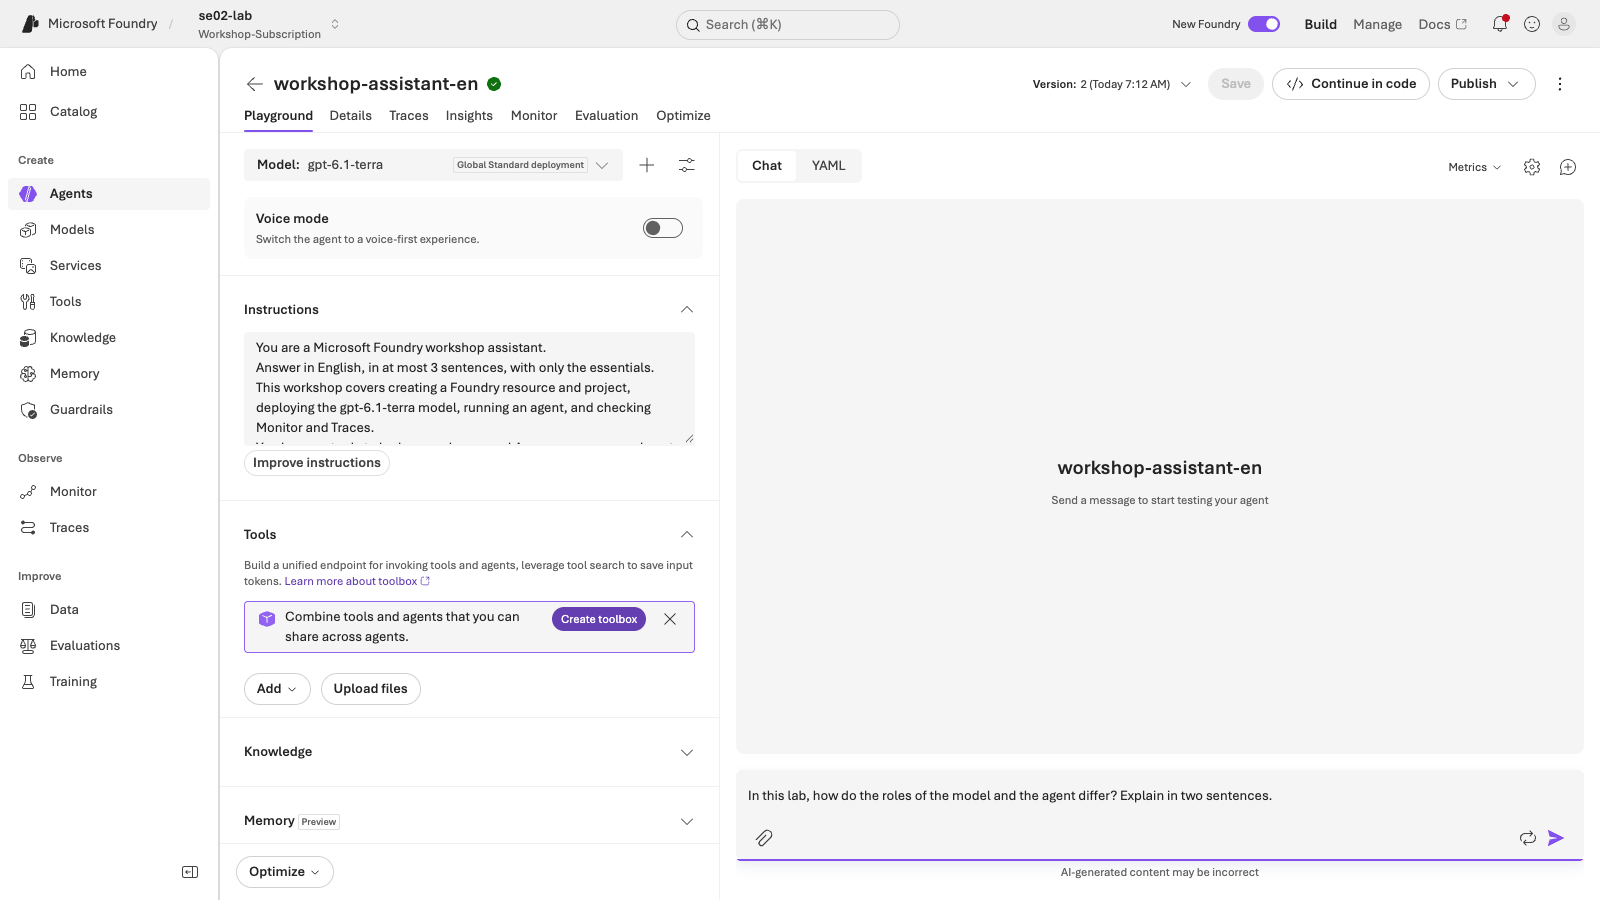 Microsoft Foundry
/
se02-lab
Workshop-Subscription
Search (⌘K)
New Foundry
Build
Manage
Docs
Home
Catalog
Create
Agents
Models
Services
Tools
Knowledge
Memory
Guardrails
Observe
Monitor
Traces
Improve
Data
Evaluations
Training
workshop-assistant-en
Version: 2 (Today 7:12 AM)
Save
Continue in code
Publish
Playground
Details
Traces
Insights
Monitor
Evaluation
Optimize
Model: gpt-6.1-terra
Global Standard deployment
Voice mode
Switch the agent to a voice-first experience.
Instructions
You are a Microsoft Foundry workshop assistant.
Answer in English, in at most 3 sentences, with only the essentials.
This workshop covers creating a Foundry resource and project,
deploying the gpt-6.1-terra model, running an agent, and checking
Monitor and Traces.
Improve instructions
Tools
Build a unified endpoint for invoking tools and agents, leverage tool search to save input
tokens. Learn more about toolbox
Combine tools and agents that you can
share across agents.
Create toolbox
Add
Upload files
Knowledge
Memory Preview
Optimize
Chat
YAML
Metrics
workshop-assistant-en
Send a message to start testing your agent
In this lab, how do the roles of the model and the agent differ? Explain in two sentences.
AI-generated content may be incorrect